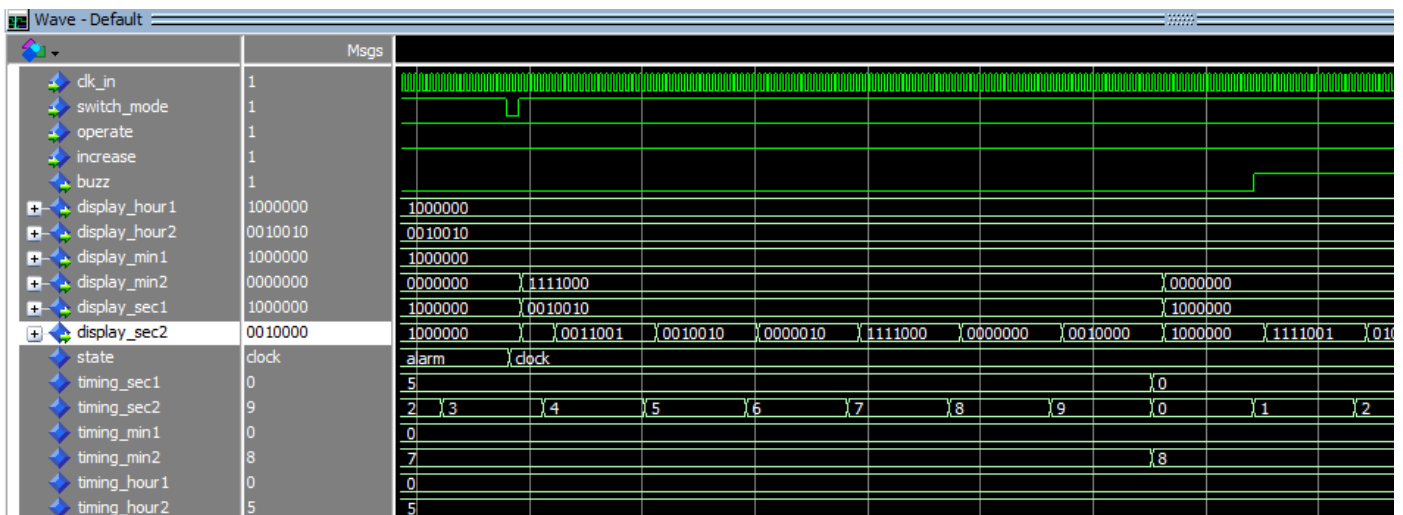 Wave - Default
Msgs
clk_in 1
switch_mode 1
operate 1
increase 1
buzz 1
display_hour1 1000000 1000000
display_hour2 0010010 0010010
display_min1 1000000 1000000
display_min2 0000000 0000000 1111000 0000000
display_sec1 1000000 1000000 0010010 1000000
display_sec2 0010000 1000000 0011001 0010010 0000010 1111000 0000000 0010000 1000000 1111001 010
state clock alarm clock
timing_sec1 0 5 0
timing_sec2 9 2 3 4 5 6 7 8 9 0 1 2
timing_min1 0 0
timing_min2 8 7 8
timing_hour1 0 0
timing_hour2 5 5